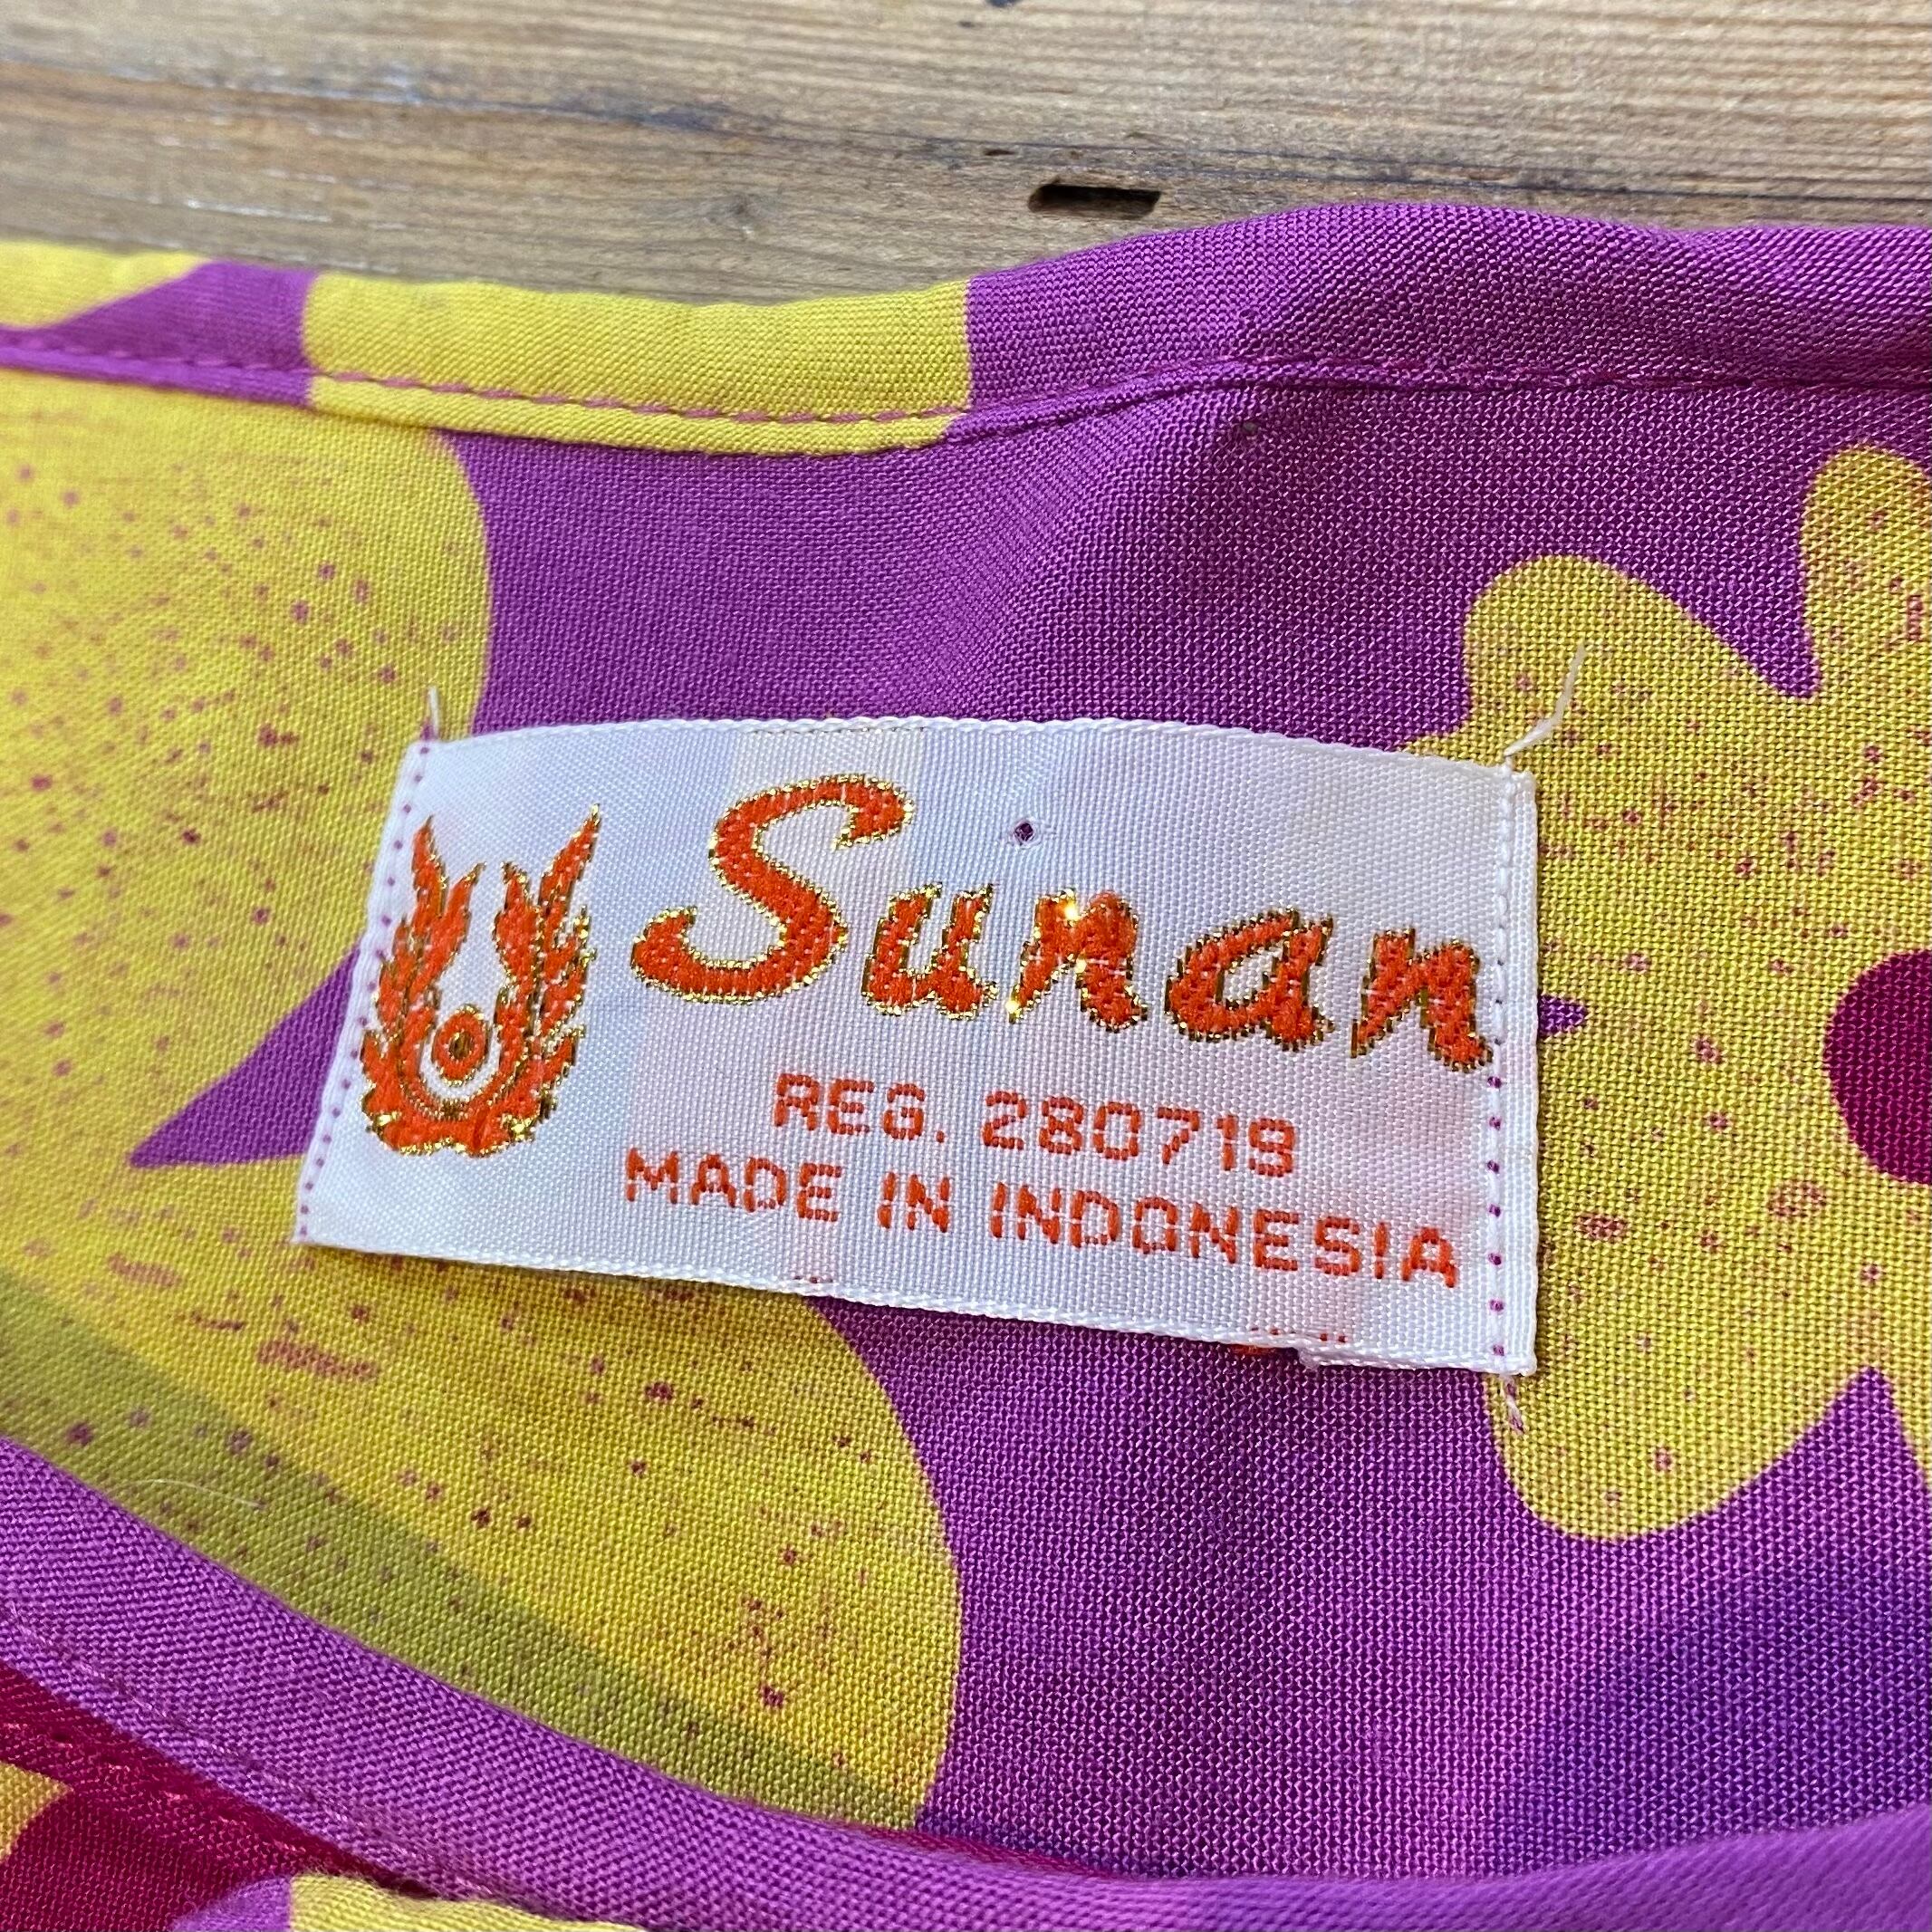 Sunan
REG. 280719
MADE IN INDONESIA